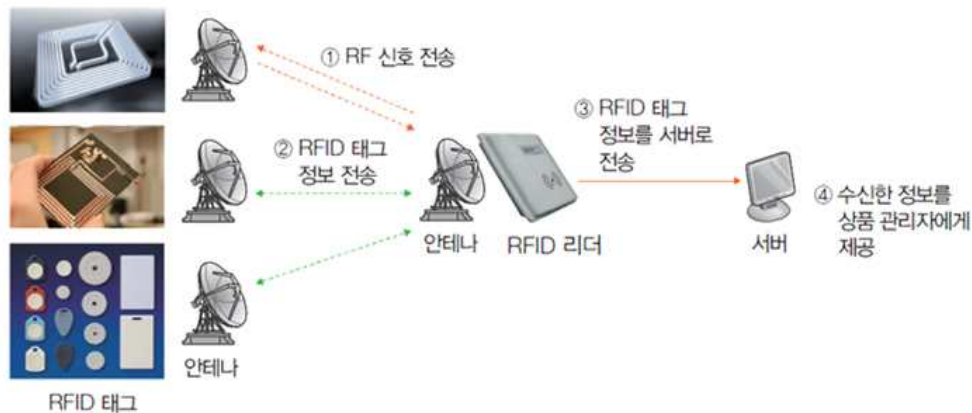 ① RF 신호 전송
② RFID 태그
정보 전송
③ RFID 태그
정보를 서버로
전송
④ 수신한 정보를
상품 관리자에게
제공
안테나
RFID 리더
서버
안테나
RFID 태그